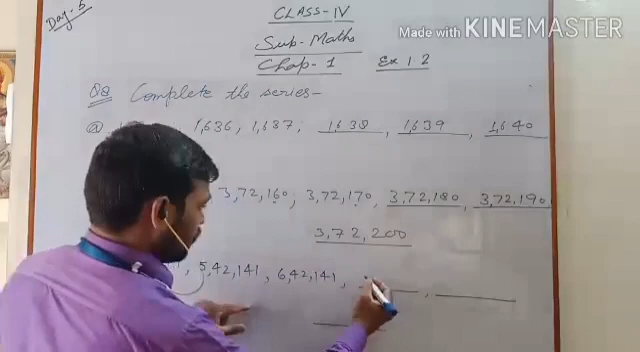 Made with KINEMASTER
Day-5
CLASS-IV
Sub-Maths
Chap-1 Ex 1.2
Q8 Complete the series-
a) 1,636, 1,637, 1,638, 1,639, 1,640
3,72,160, 3,72,170, 3,72,180, 3,72,190
3,72,200
5,42,141, 6,42,141,